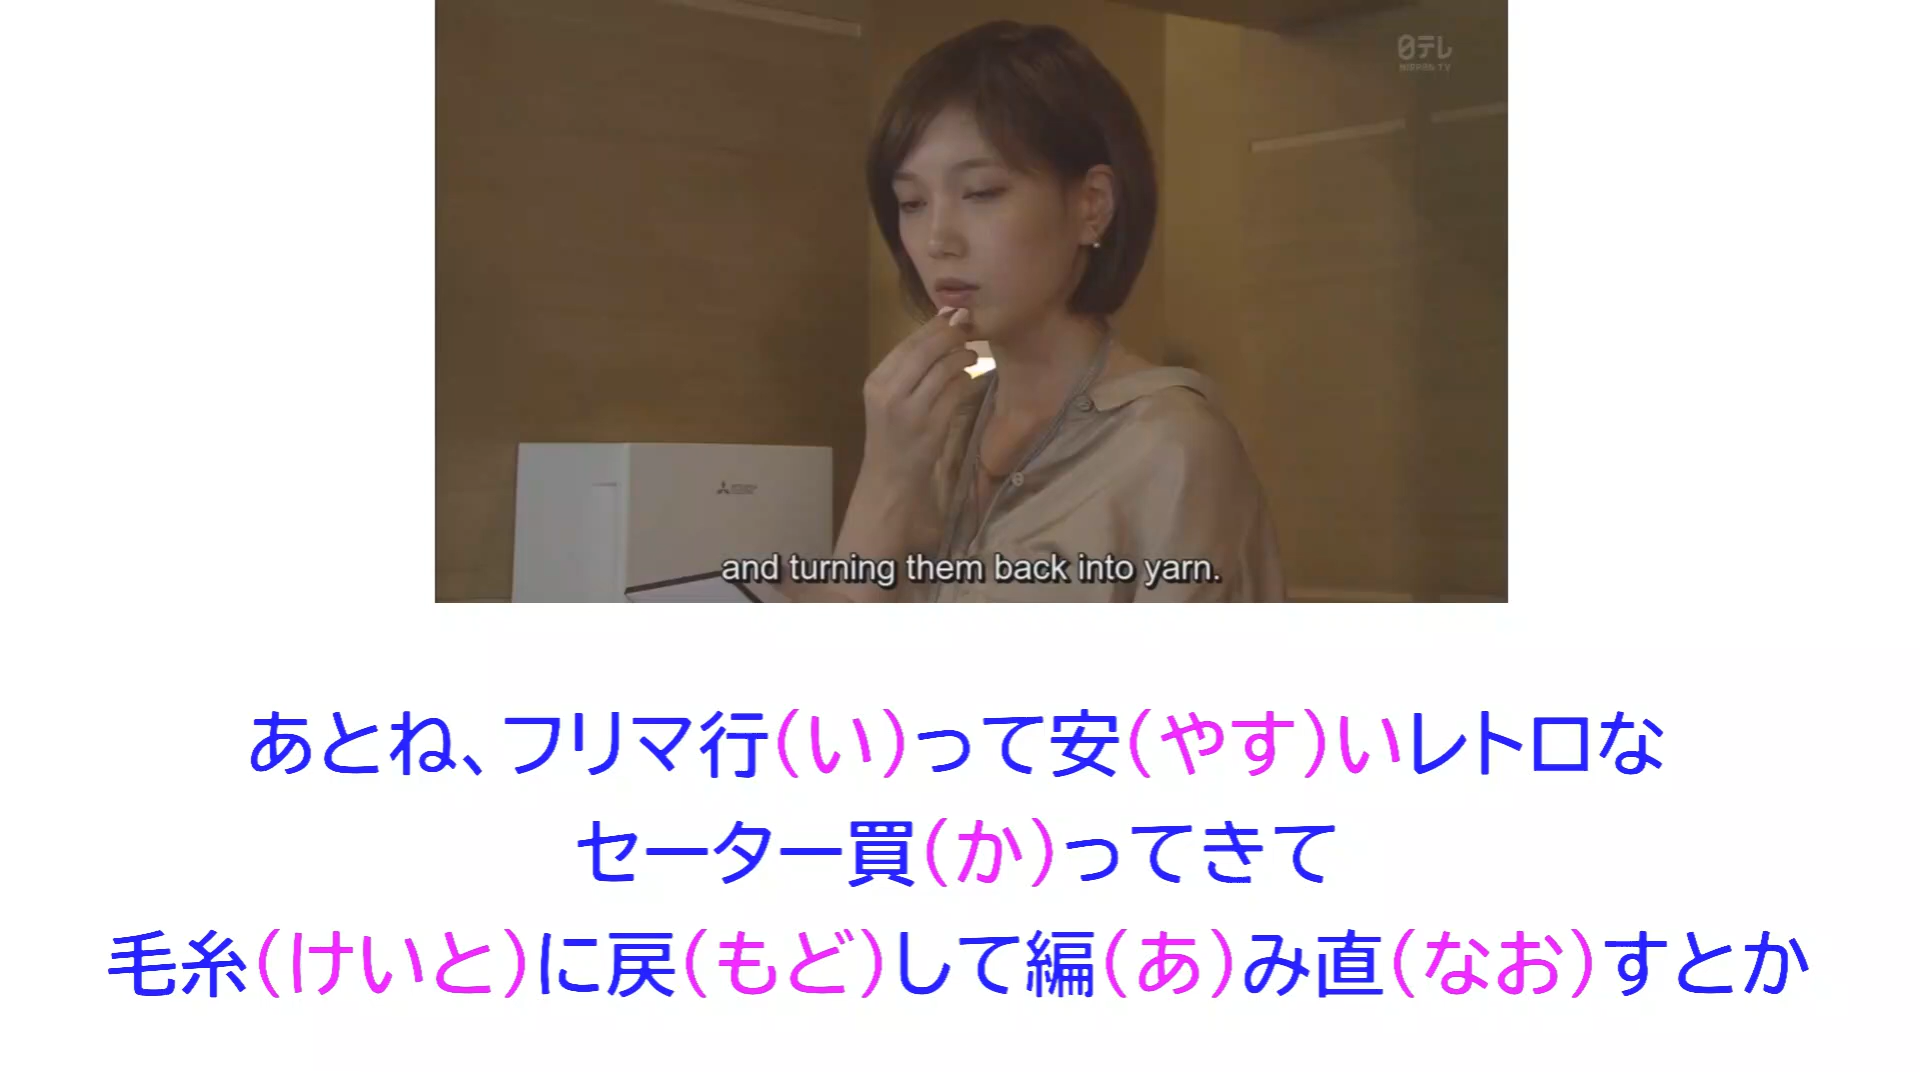 日テレ
NIPPON TV
MITSUBISHI
and turning them back into yarn.
あとね、フリマ行(い)って安(やす)いレトロな
セーター買(か)ってきて
毛糸(けいと)に戻(もど)して編(あ)み直(なお)すとか